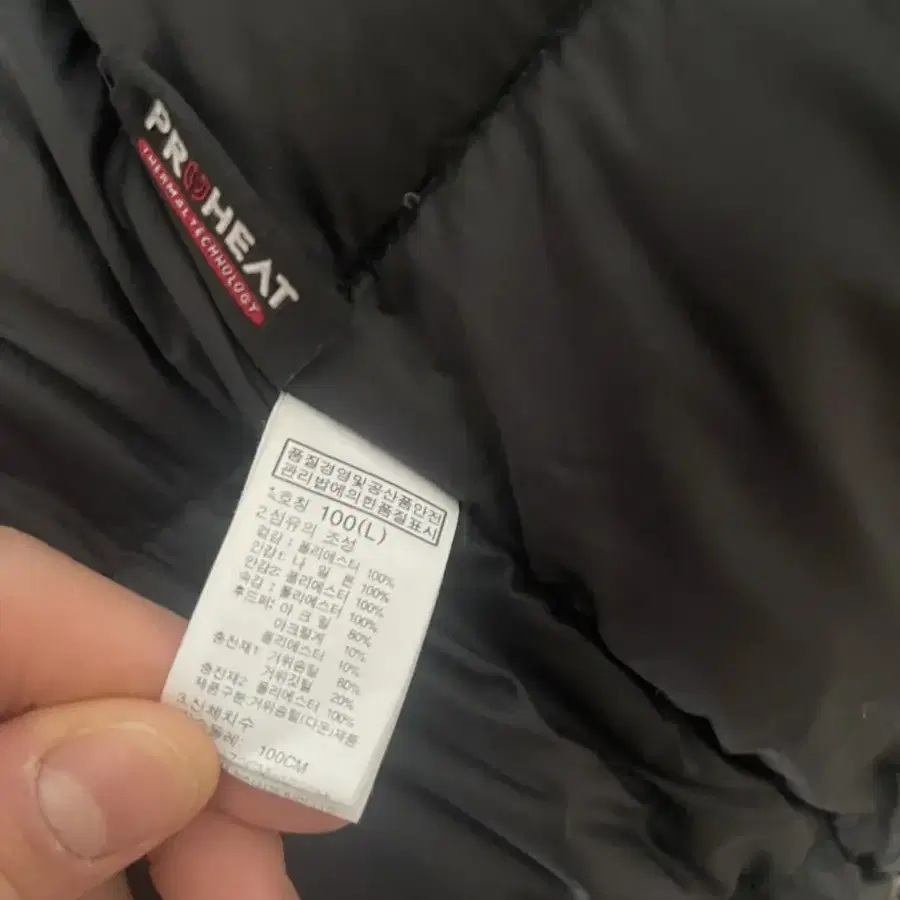 PROHEAT
THERMAL TECHNOLOGY
품질경영및공산품안전
관리법에의한품질표시
호칭 100(L)
2.섬유의 조성
겉감 : 폴리에스터 100%
안감1: 나 일 론 100%
안감2: 폴리에스터 100%
속감 : 폴리에스터 100%
후드퍼: 아 크 릴 80%
아크릴계 10%
폴리에스터 10%
충전재1 거위솜털 80%
거위깃털 20%
충전재2 폴리에스터 100%
제품구분:거위솜털(다운)제품
3.신체치수
둘레: 100CM